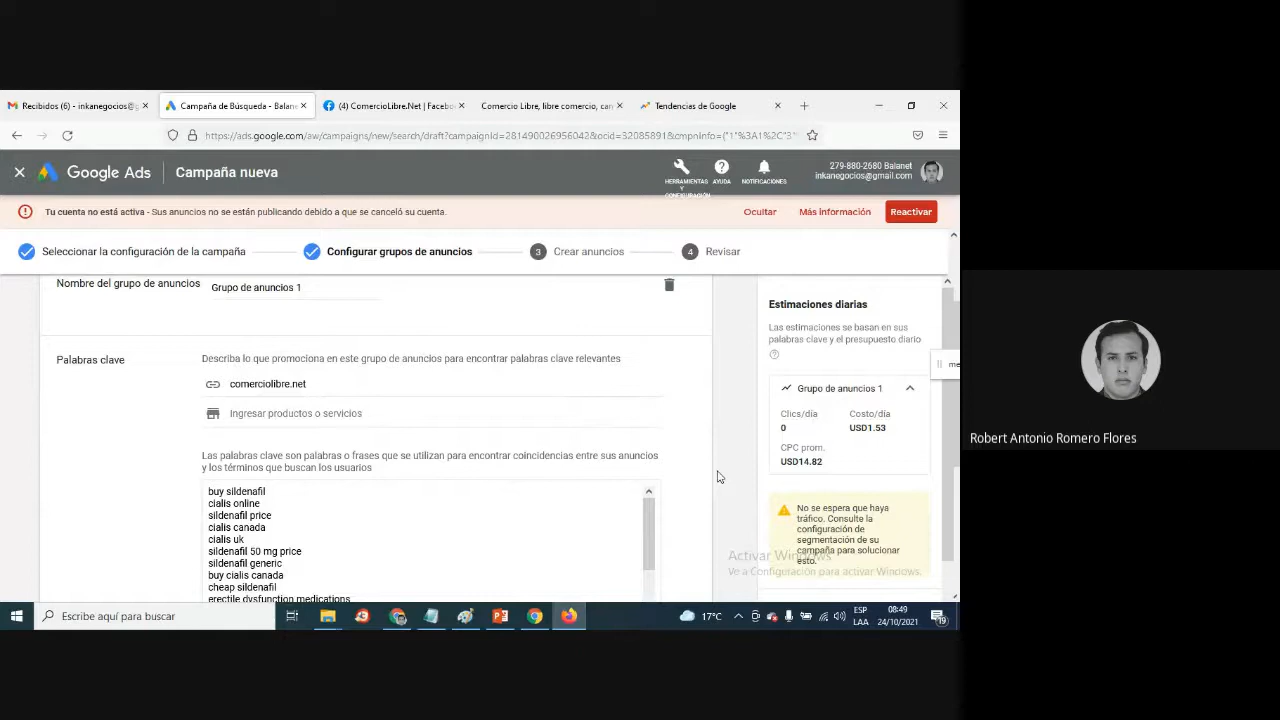 Recibidos (6) - inkanegocios@g
Campaña de Búsqueda - Balane
(4) ComercioLibre.Net | Facebo
Comercio Libre, libre comercio, can
Tendencias de Google
https://ads.google.com/aw/campaigns/new/search/draft?campaignId=281490026956042&ocid=32085891&cmpnInfo=("1"%3A1%2C"3"
Google Ads
Campaña nueva
HERRAMIENTAS
Y
CONFIGURACIÓN
AYUDA
NOTIFICACIONES
279-880-2680 Balanet
inkanegocios@gmail.com
Tu cuenta no está activa - Sus anuncios no se están publicando debido a que se canceló su cuenta.
Ocultar
Más información
Reactivar
Seleccionar la configuración de la campaña
Configurar grupos de anuncios
3 Crear anuncios
4 Revisar
Nombre del grupo de anuncios
Grupo de anuncios 1
Palabras clave
Describa lo que promociona en este grupo de anuncios para encontrar palabras clave relevantes
comerciolibre.net
Ingresar productos o servicios
Las palabras clave son palabras o frases que se utilizan para encontrar coincidencias entre sus anuncios
y los términos que buscan los usuarios
buy sildenafil
cialis online
sildenafil price
cialis canada
cialis uk
sildenafil 50 mg price
sildenafil generic
buy cialis canada
cheap sildenafil
erectile dysfunction medications
Estimaciones diarias
Las estimaciones se basan en sus
palabras clave y el presupuesto diario
me
Grupo de anuncios 1
Clics/día
Costo/día
0
USD1.53
CPC prom.
USD14.82
No se espera que haya
tráfico. Consulte la
configuración de
segmentación de su
campaña para solucionar
esto.
Activar Windows
Ve a Configuración para activar Windows.
Escribe aquí para buscar
17°C
ESP
LAA
08:49
24/10/2021
19
Robert Antonio Romero Flores